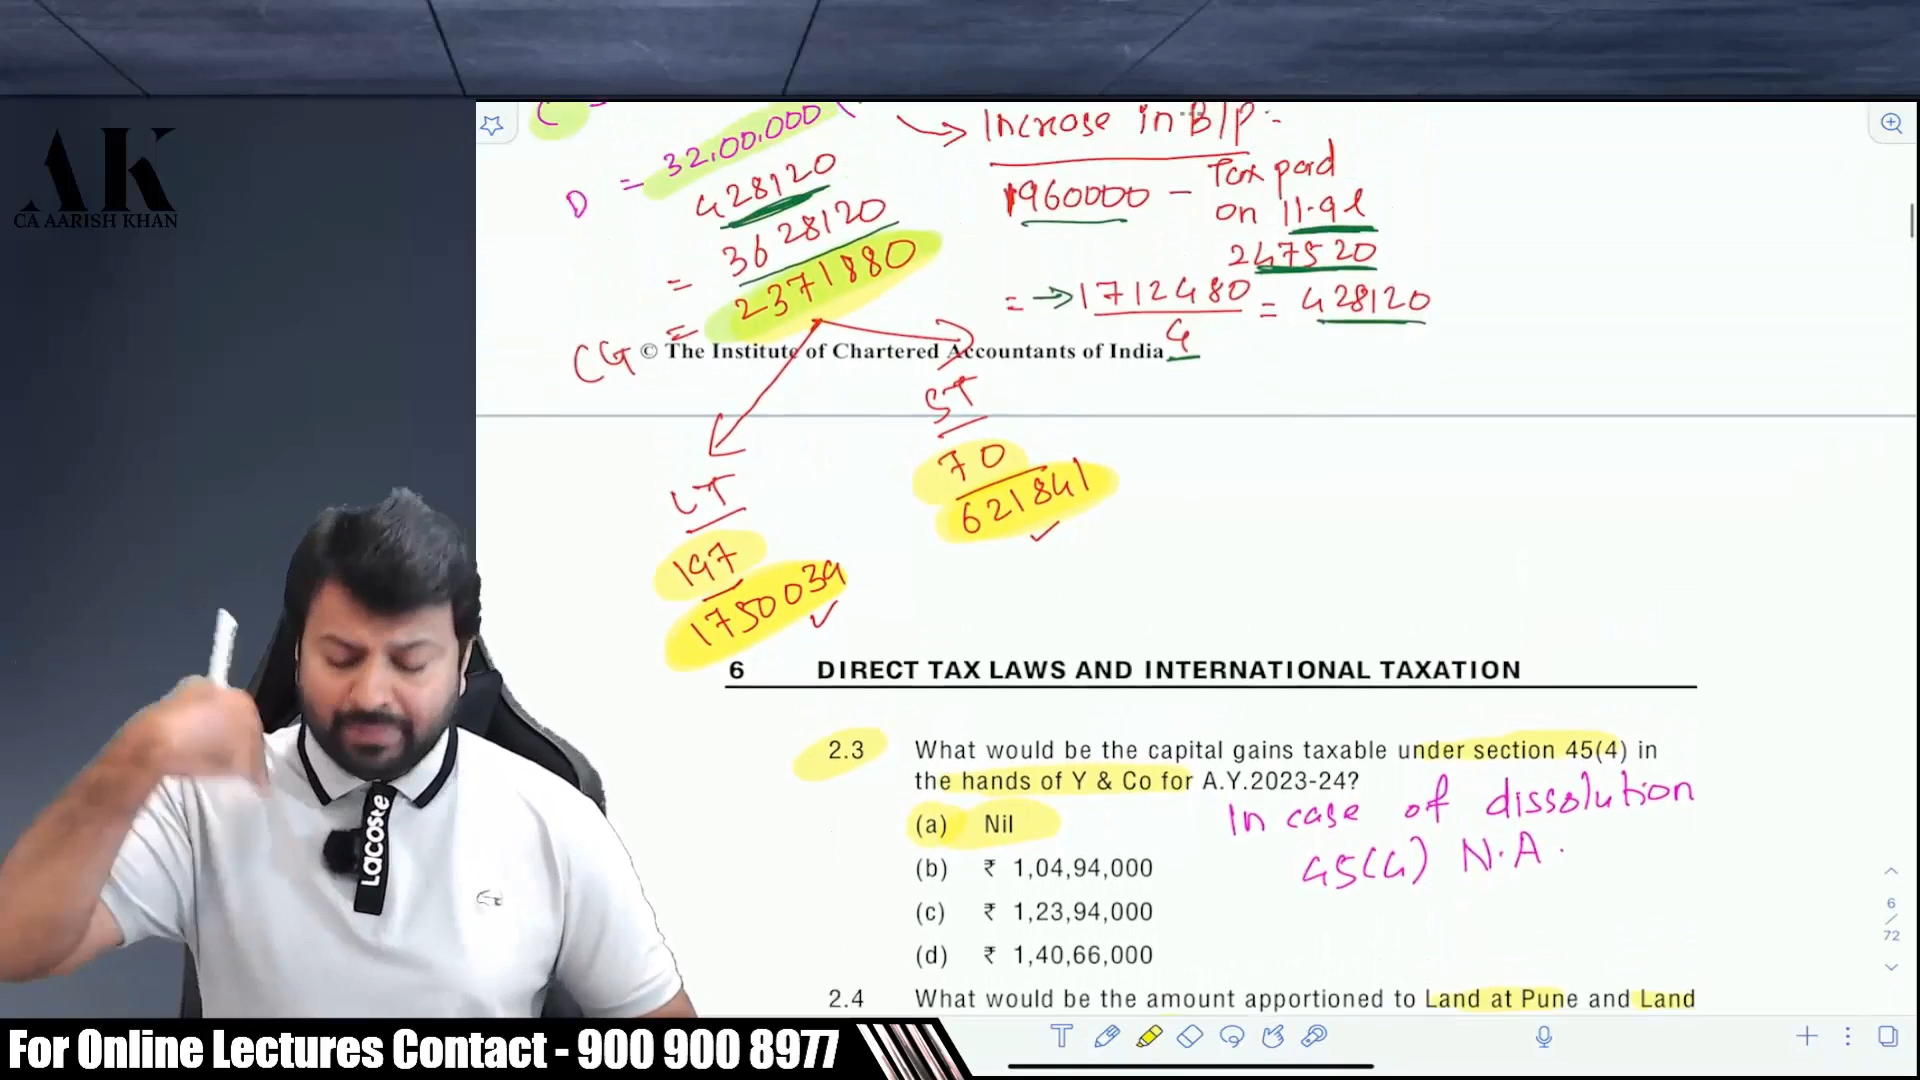 AK
CA AARISH KHAN
Increase in B/P :-
D = 32,00,000
428120
= 3628120
CG = 2371880
1960000 - Tax paid
on 11.9l
247520
= → 1712480 = 428120
4
© The Institute of Chartered Accountants of India
ST
70
621841
LT
197
1750039
6 DIRECT TAX LAWS AND INTERNATIONAL TAXATION
2.3 What would be the capital gains taxable under section 45(4) in
the hands of Y & Co for A.Y.2023-24?
(a) Nil
(b) ₹ 1,04,94,000
(c) ₹ 1,23,94,000
(d) ₹ 1,40,66,000
In case of dissolution
45(4) N.A.
2.4 What would be the amount apportioned to Land at Pune and Land
6
/
72
LACOSTE
For Online Lectures Contact - 900 900 8977